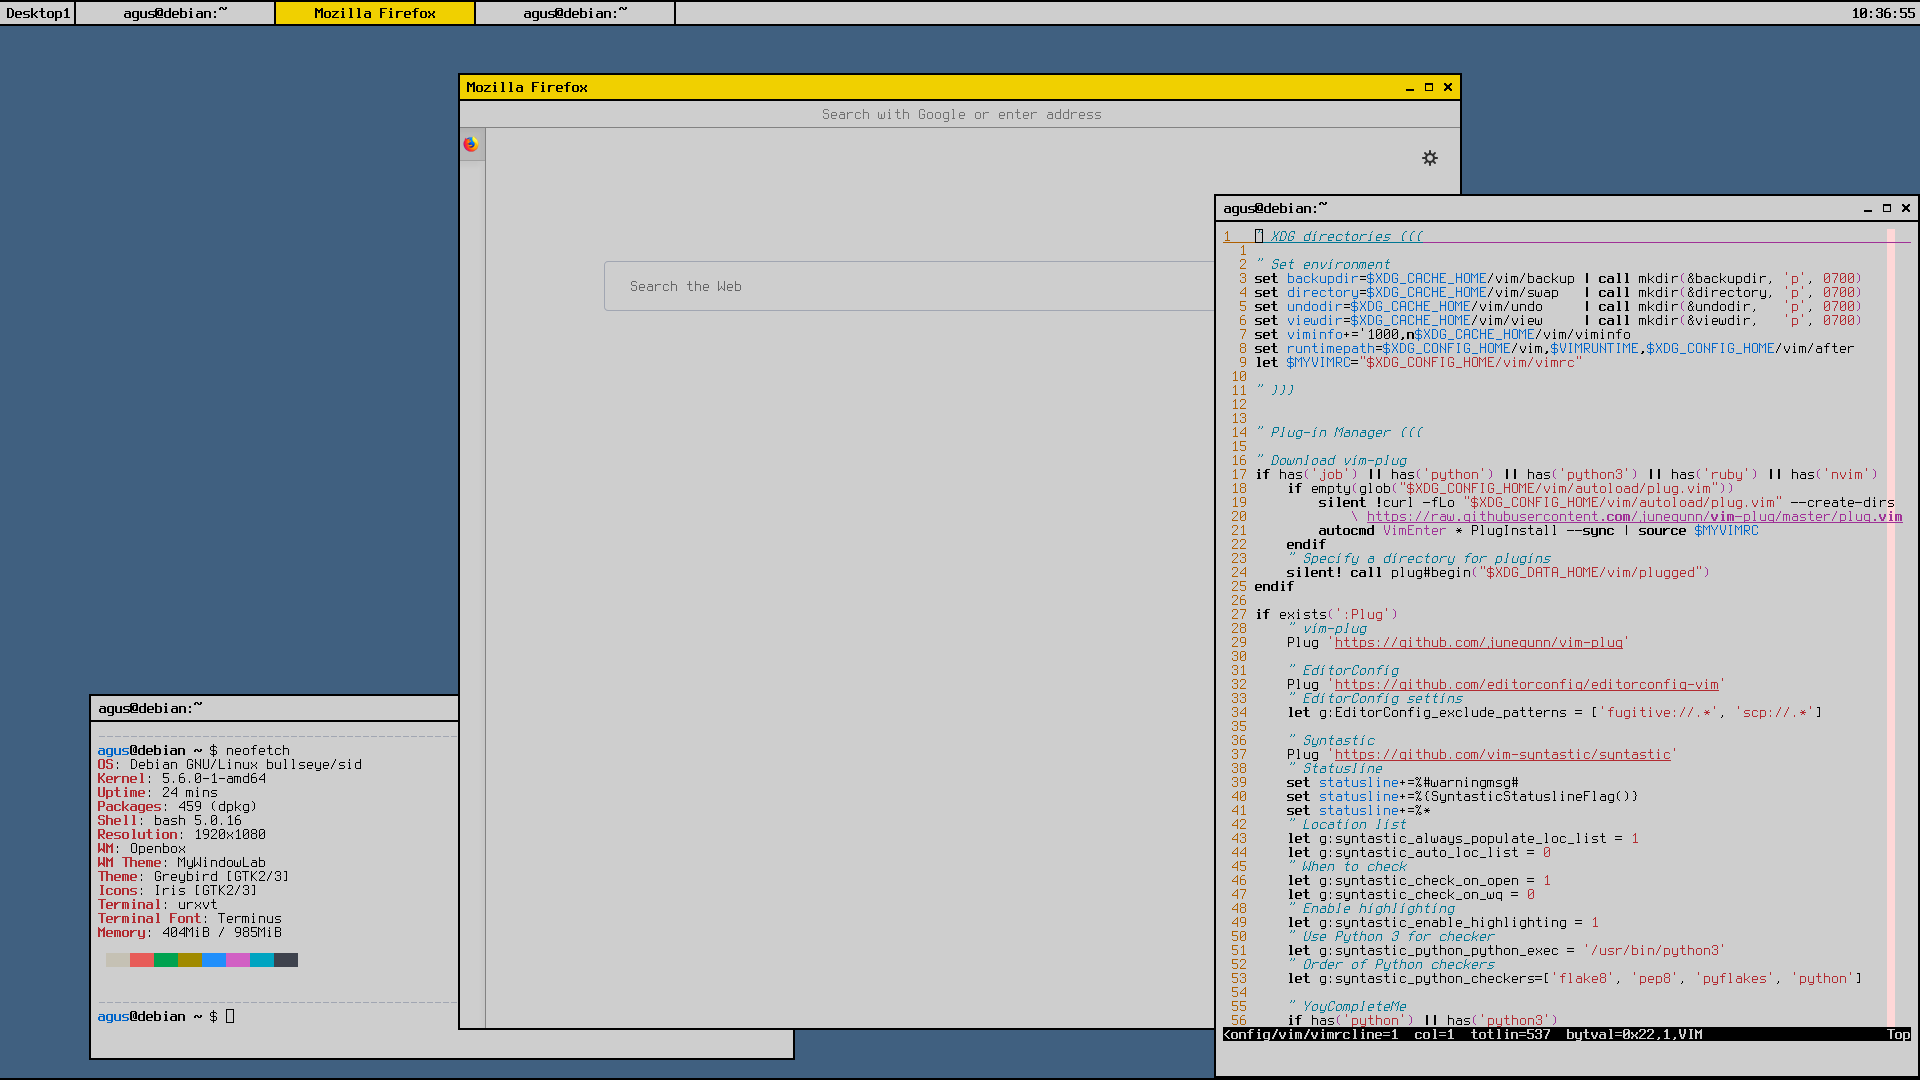 Desktop1 agus@debian:~ Mozilla Firefox agus@debian:~ 10:36:55
Mozilla Firefox
Search with Google or enter address
Search the Web
agus@debian:~
agus@debian ~ $ neofetch
OS: Debian GNU/Linux bullseye/sid
Kernel: 5.6.0-1-amd64
Uptime: 24 mins
Packages: 459 (dpkg)
Shell: bash 5.0.16
Resolution: 1920x1080
WM: Openbox
WM Theme: MyWindowLab
Theme: Greybird [GTK2/3]
Icons: Iris [GTK2/3]
Terminal: urxvt
Terminal Font: Terminus
Memory: 404MiB / 985MiB
agus@debian ~ $
agus@debian:~
1 " XDG directories (((
1
2 " Set environment
3 set backupdir=$XDG_CACHE_HOME/vim/backup | call mkdir(&backupdir, 'p', 0700)
4 set directory=$XDG_CACHE_HOME/vim/swap | call mkdir(&directory, 'p', 0700)
5 set undodir=$XDG_CACHE_HOME/vim/undo | call mkdir(&undodir, 'p', 0700)
6 set viewdir=$XDG_CACHE_HOME/vim/view | call mkdir(&viewdir, 'p', 0700)
7 set viminfo+='1000,n$XDG_CACHE_HOME/vim/viminfo
8 set runtimepath=$XDG_CONFIG_HOME/vim,$VIMRUNTIME,$XDG_CONFIG_HOME/vim/after
9 let $MYVIMRC="$XDG_CONFIG_HOME/vim/vimrc"
10
11 " )))
12
13
14 " Plug-in Manager (((
15
16 " Download vim-plug
17 if has('job') || has('python') || has('python3') || has('ruby') || has('nvim')
18 if empty(glob("$XDG_CONFIG_HOME/vim/autoload/plug.vim"))
19 silent !curl -fLo "$XDG_CONFIG_HOME/vim/autoload/plug.vim" --create-dirs
20 \ https://raw.githubusercontent.com/junegunn/vim-plug/master/plug.vim
21 autocmd VimEnter * PlugInstall --sync | source $MYVIMRC
22 endif
23 " Specify a directory for plugins
24 silent! call plug#begin("$XDG_DATA_HOME/vim/plugged")
25 endif
26
27 if exists(':Plug')
28 " vim-plug
29 Plug 'https://github.com/junegunn/vim-plug'
30
31 " EditorConfig
32 Plug 'https://github.com/editorconfig/editorconfig-vim'
33 " EditorConfig settins
34 let g:EditorConfig_exclude_patterns = ['fugitive://.*', 'scp://.*']
35
36 " Syntastic
37 Plug 'https://github.com/vim-syntastic/syntastic'
38 " Statusline
39 set statusline+=%#warningmsg#
40 set statusline+=%{SyntasticStatuslineFlag()}
41 set statusline+=%*
42 " Location list
43 let g:syntastic_always_populate_loc_list = 1
44 let g:syntastic_auto_loc_list = 0
45 " When to check
46 let g:syntastic_check_on_open = 1
47 let g:syntastic_check_on_wq = 0
48 " Enable highlighting
49 let g:syntastic_enable_highlighting = 1
50 " Use Python 3 for checker
51 let g:syntastic_python_python_exec = '/usr/bin/python3'
52 " Order of Python checkers
53 let g:syntastic_python_checkers=['flake8', 'pep8', 'pyflakes', 'python']
54
55 " YoyCompleteMe
56 if has('python') || has('python3')
<onfig/vim/vimrcline=1 col=1 totlin=537 bytval=0x22,1,VIM Top